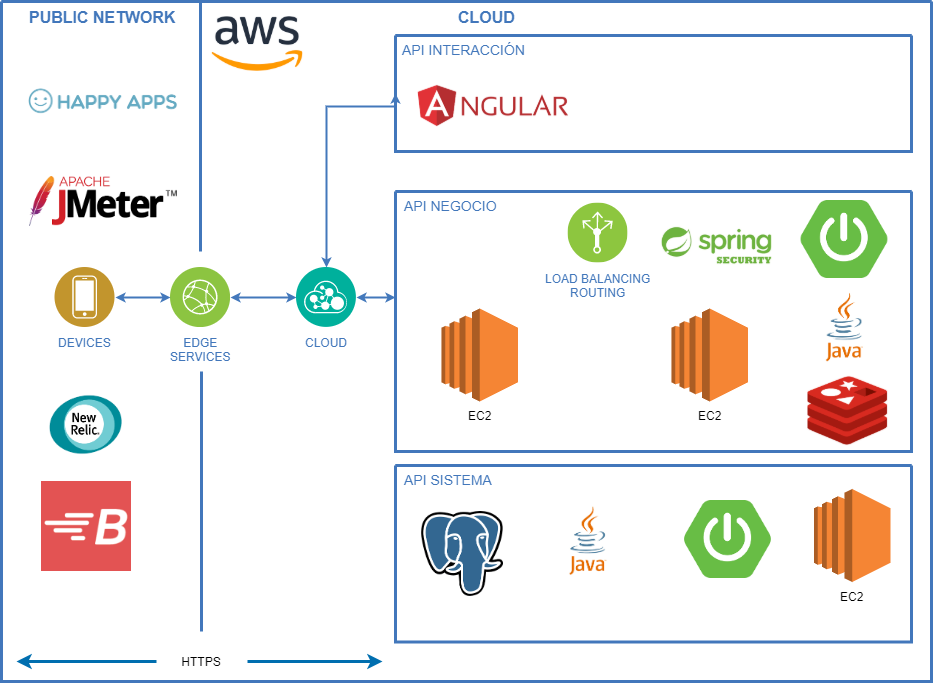 PUBLIC NETWORK
aws
CLOUD
API INTERACCIÓN
HAPPY APPS
ANGULAR
APACHE
JMeter™
API NEGOCIO
spring
SECURITY
LOAD BALANCING
ROUTING
DEVICES
EDGE
SERVICES
CLOUD
Java
EC2
EC2
New
Relic.
API SISTEMA
B
Java
EC2
HTTPS